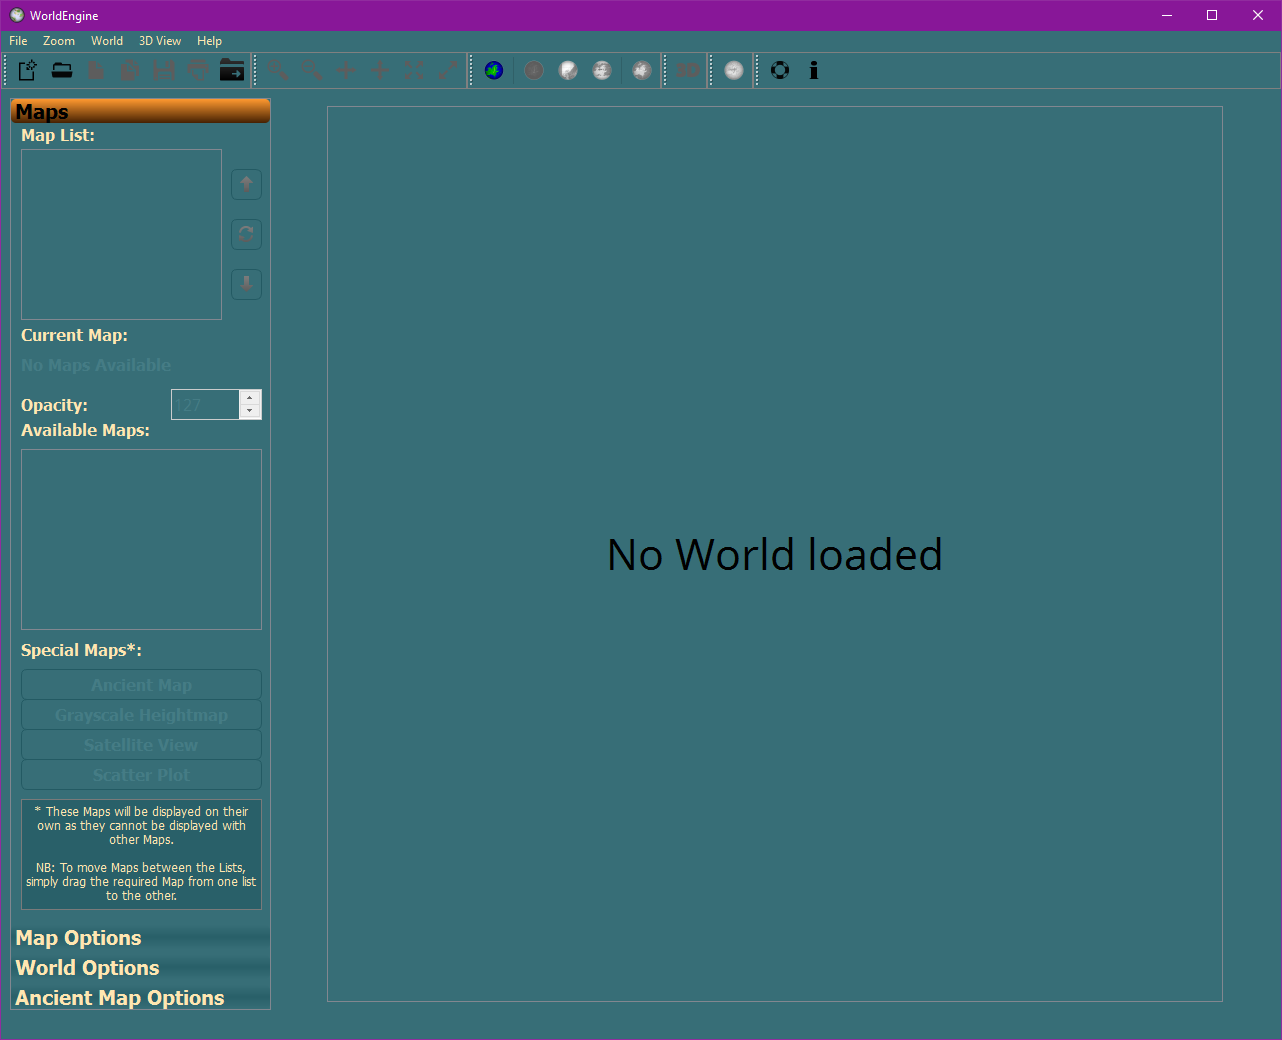 WorldEngine
File Zoom World 3D View Help
3D
Maps
Map List:
Current Map:
No Maps Available
Opacity: 127
Available Maps:
No World loaded
Special Maps*:
Ancient Map
Grayscale Heightmap
Satellite View
Scatter Plot
* These Maps will be displayed on their
own as they cannot be displayed with
other Maps.
NB: To move Maps between the Lists,
simply drag the required Map from one list
to the other.
Map Options
World Options
Ancient Map Options